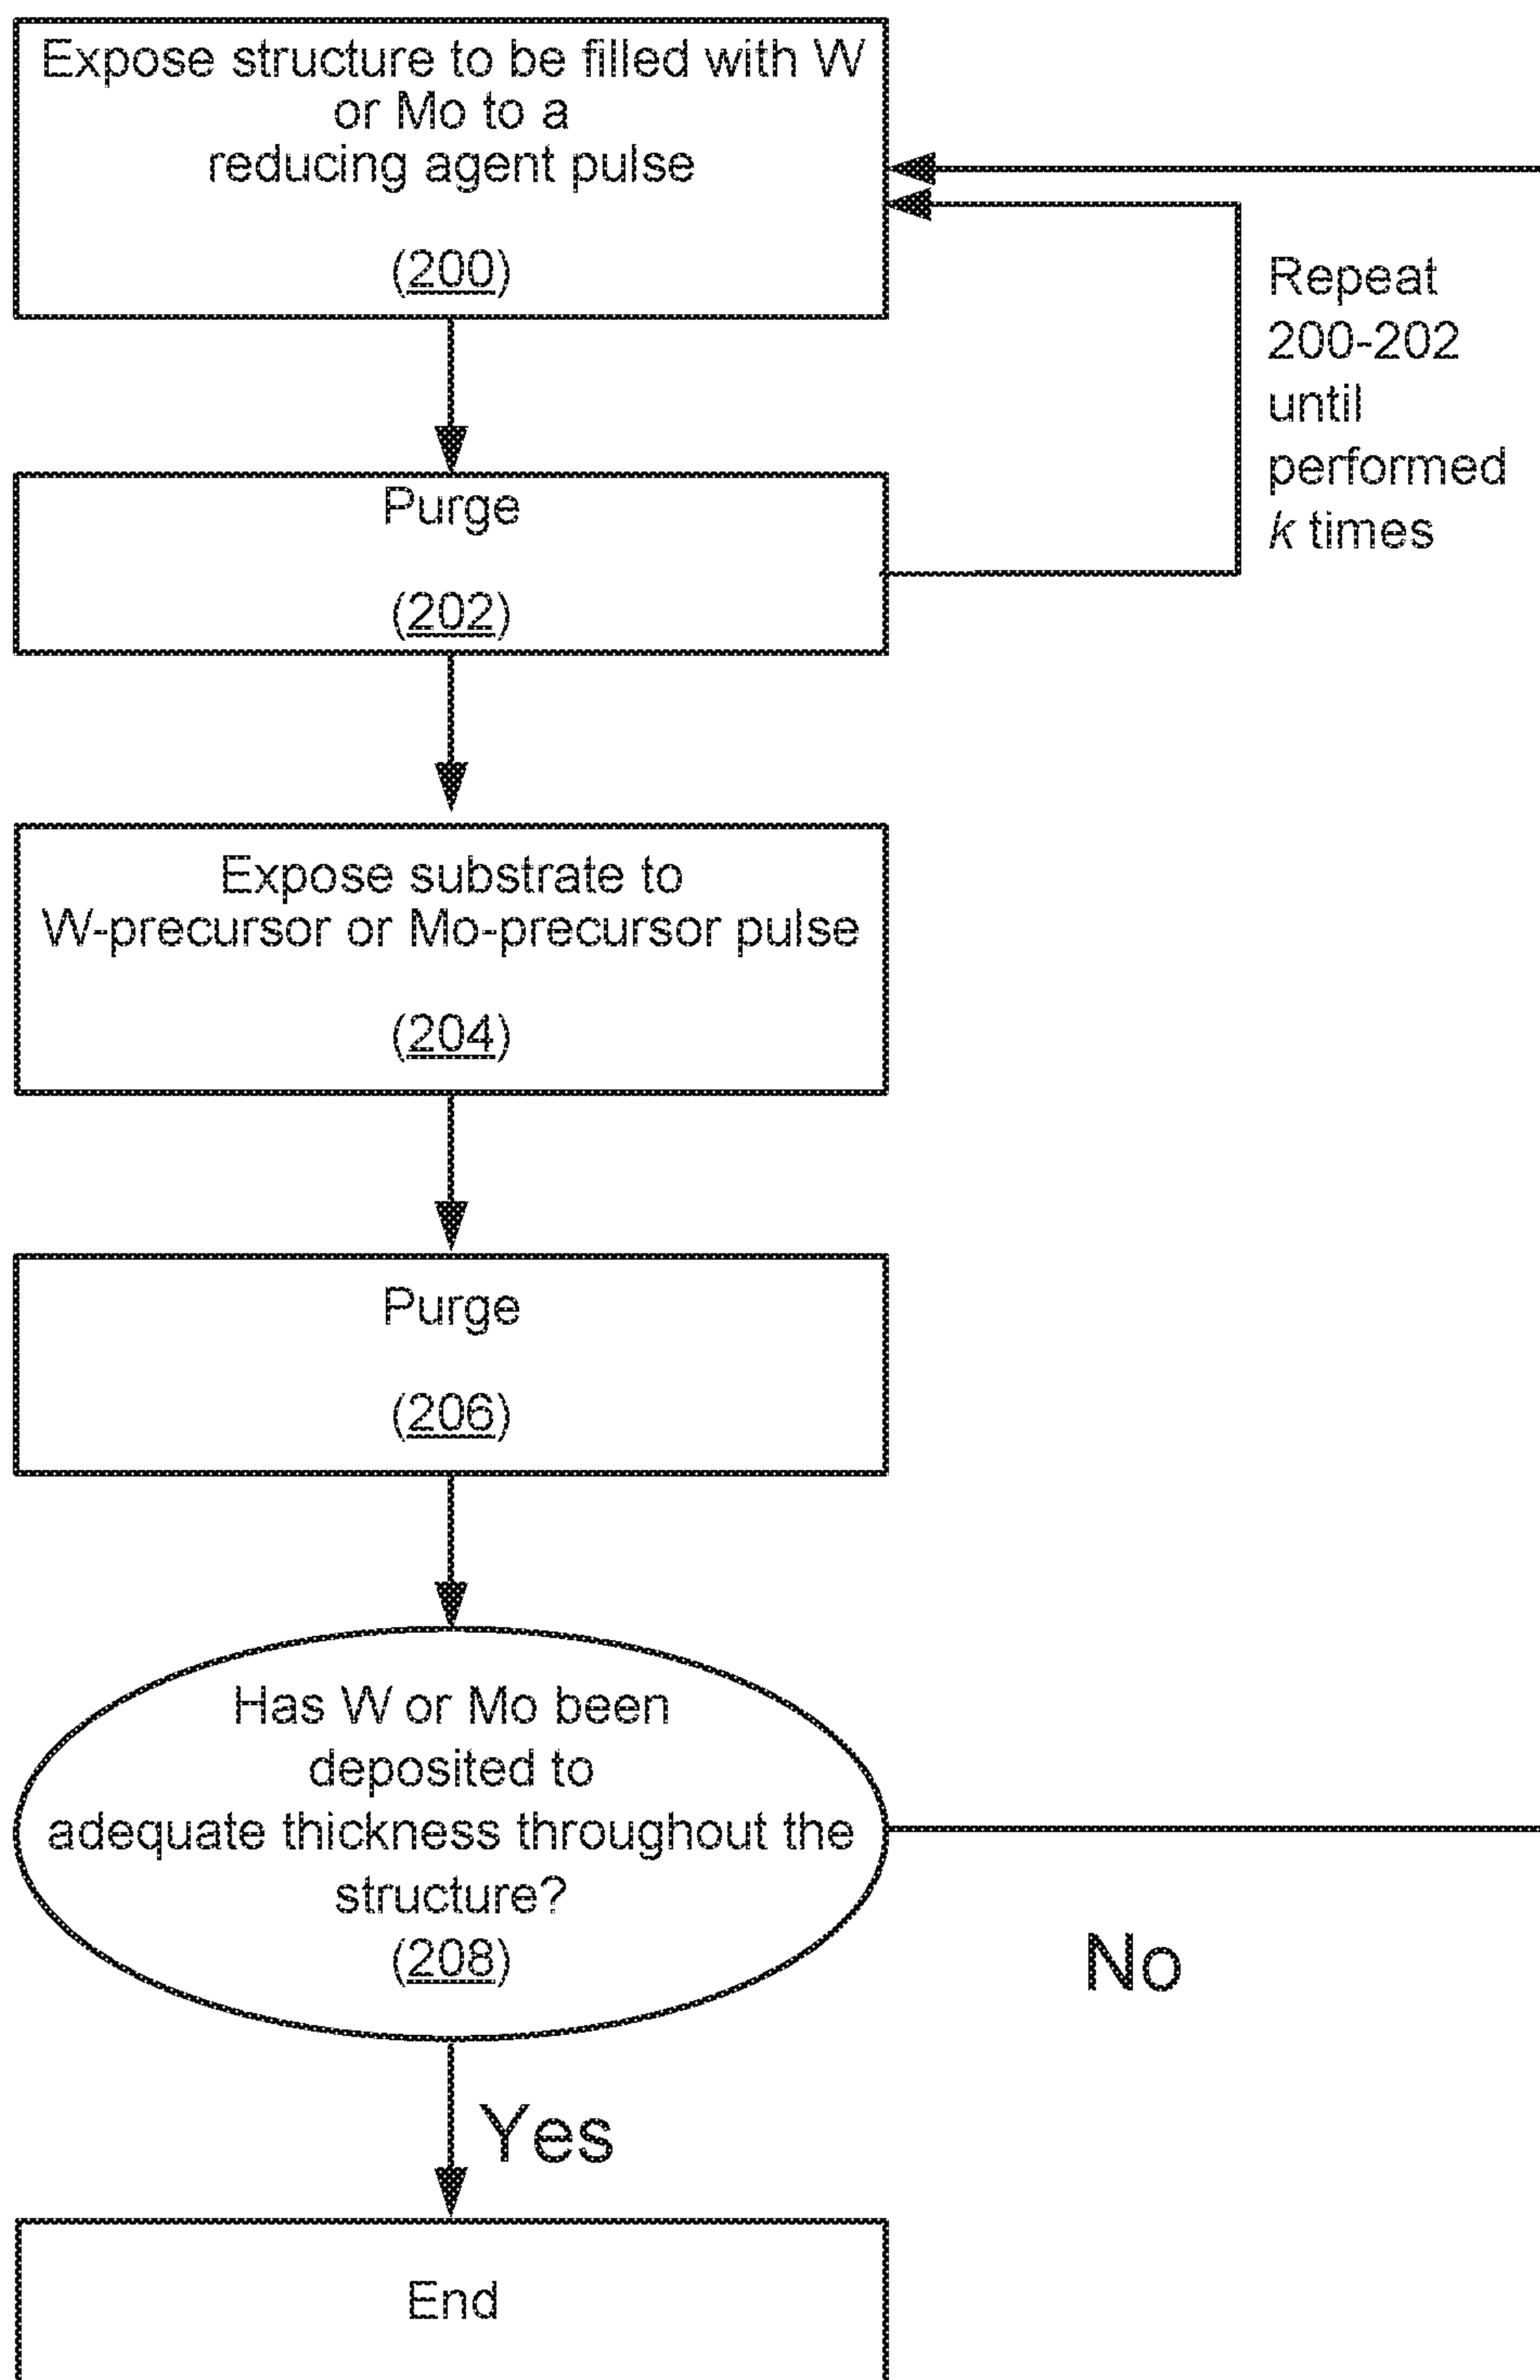 Expose structure to be filled with W
or Mo to a
reducing agent pulse
(200)
Repeat
200-202
until
performed
k times
Purge
(202)
Expose substrate to
W-precursor or Mo-precursor pulse
(204)
Purge
(206)
Has W or Mo been
deposited to
adequate thickness throughout the
structure?
(208)
No
Yes
End